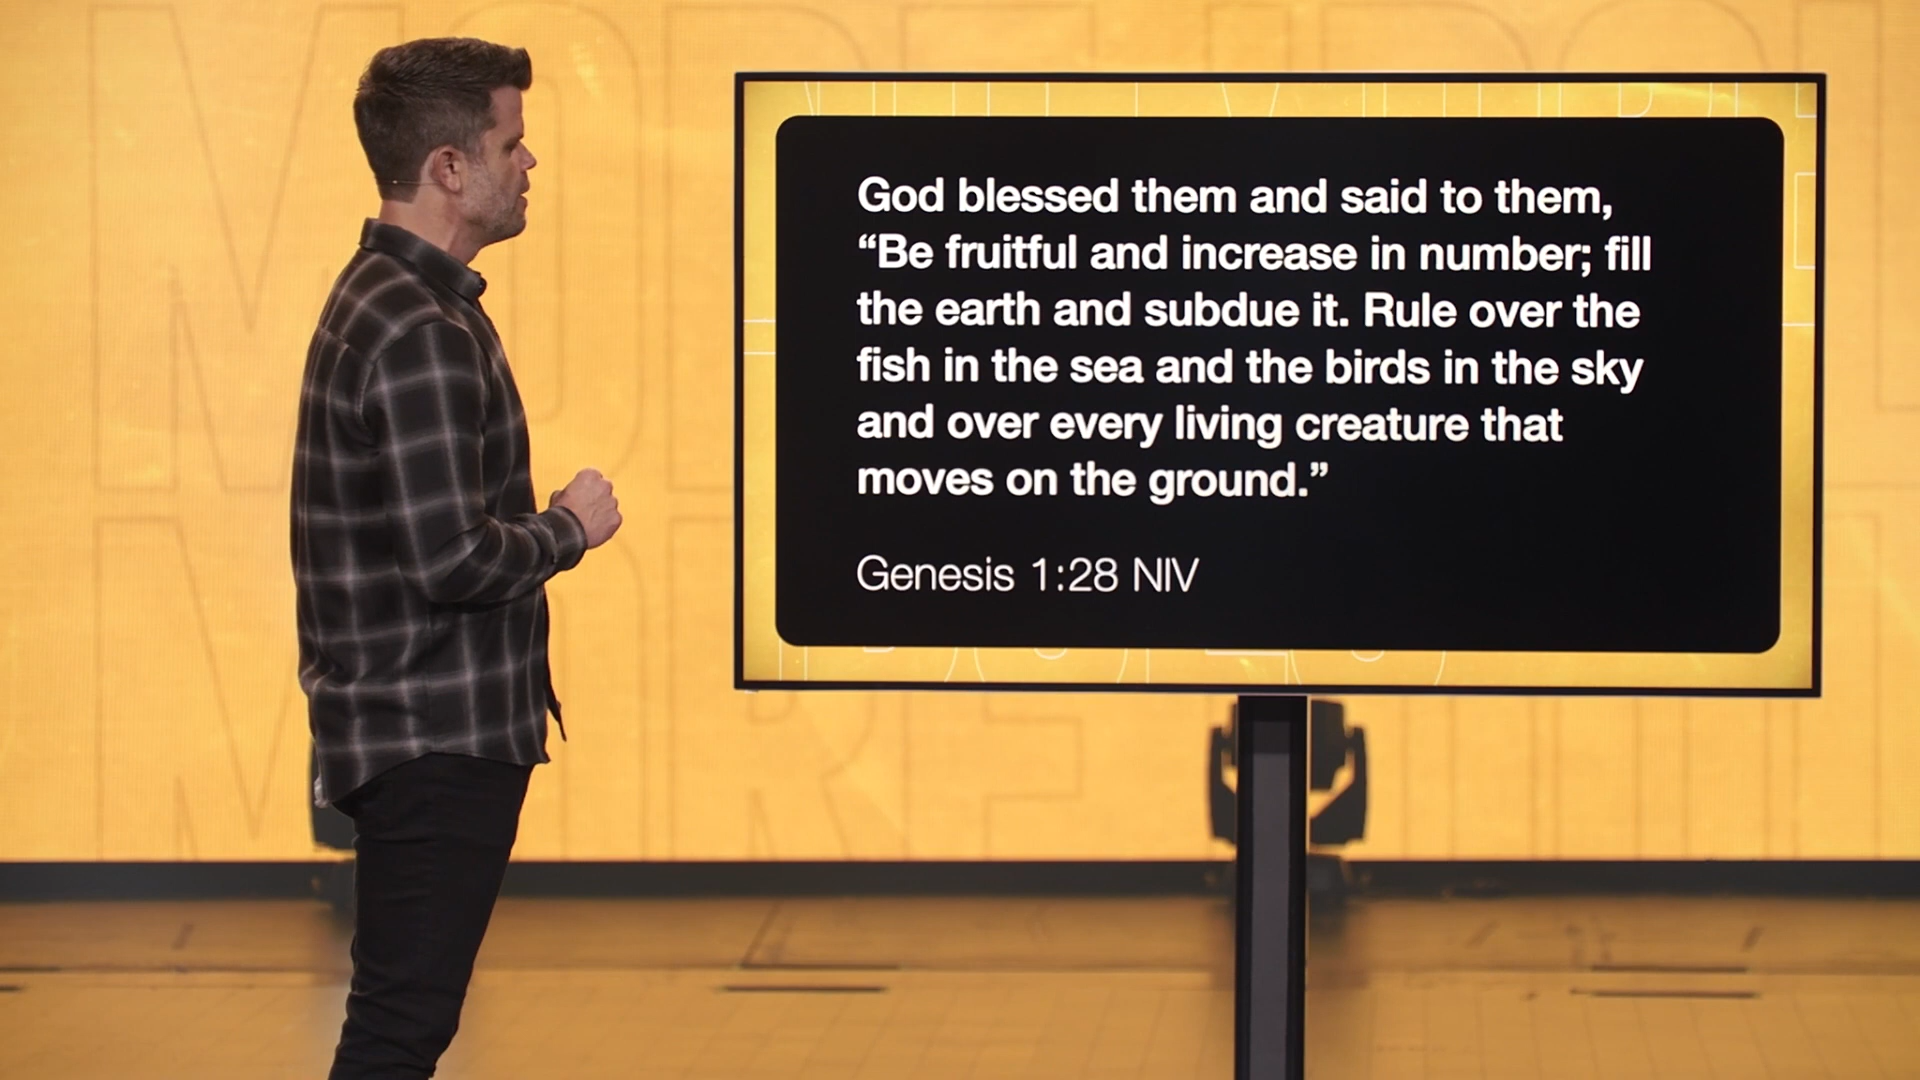 MORE
God blessed them and said to them,
“Be fruitful and increase in number; fill
the earth and subdue it. Rule over the
fish in the sea and the birds in the sky
and over every living creature that
moves on the ground.”
Genesis 1:28 NIV
MORE